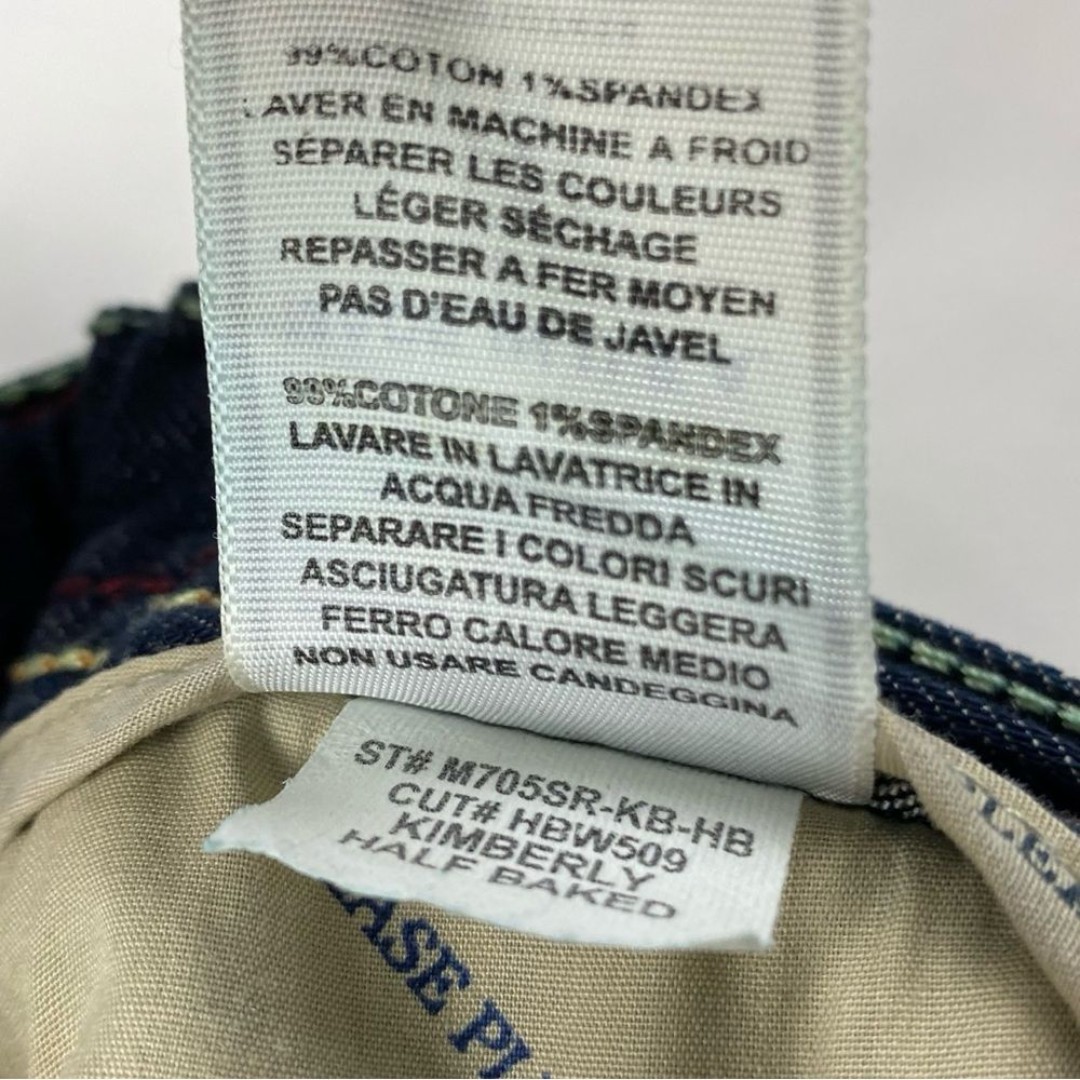 99%COTON 1%SPANDEX
LAVER EN MACHINE A FROID
SÉPARER LES COULEURS
LÉGER SÉCHAGE
REPASSER A FER MOYEN
PAS D'EAU DE JAVEL
99%COTONE 1%SPANDEX
LAVARE IN LAVATRICE IN
ACQUA FREDDA
SEPARARE I COLORI SCURI
ASCIUGATURA LEGGERA
FERRO CALORE MEDIO
NON USARE CANDEGGINA
ST# M705SR-KB-HB
CUT# HBW509
KIMBERLY
HALF BAKED